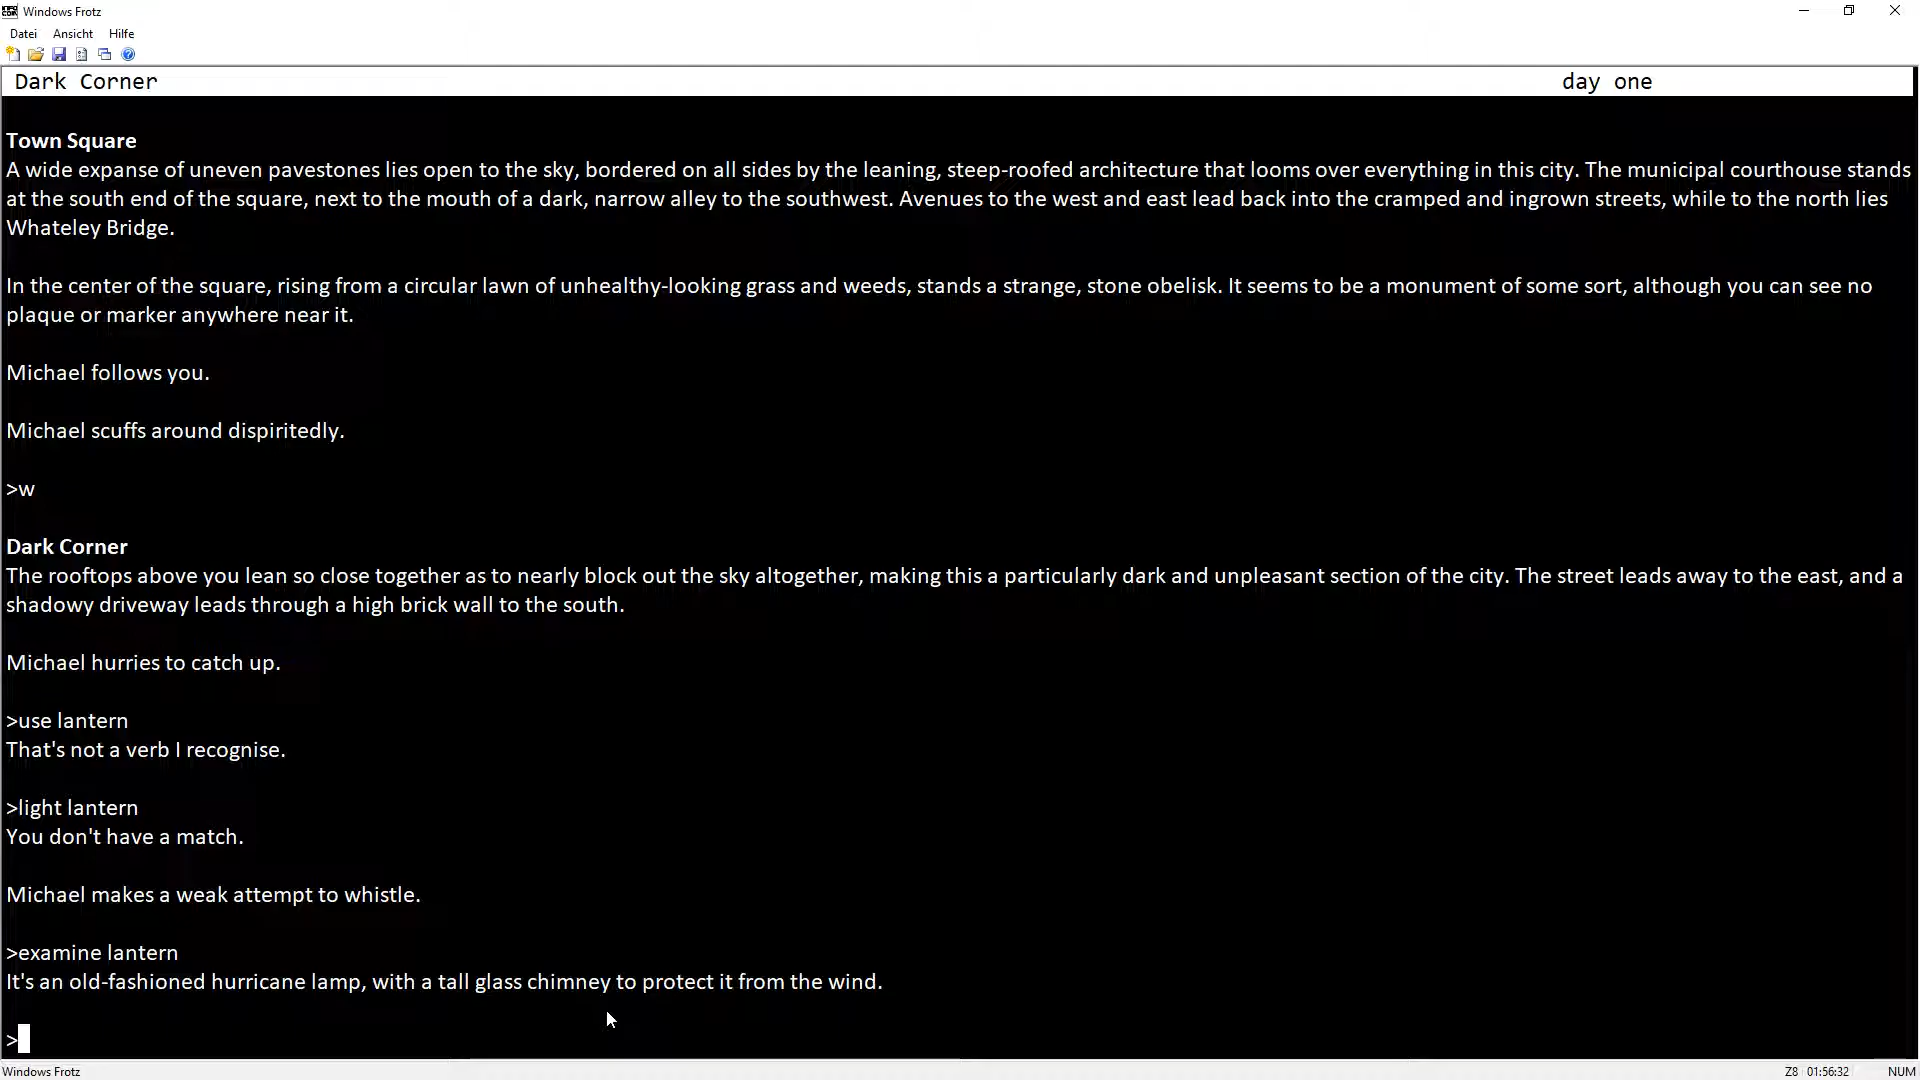 Windows Frotz
Datei Ansicht Hilfe
Dark Corner day one
Town Square
A wide expanse of uneven pavestones lies open to the sky, bordered on all sides by the leaning, steep-roofed architecture that looms over everything in this city. The municipal courthouse stands
at the south end of the square, next to the mouth of a dark, narrow alley to the southwest. Avenues to the west and east lead back into the cramped and ingrown streets, while to the north lies
Whateley Bridge.
In the center of the square, rising from a circular lawn of unhealthy-looking grass and weeds, stands a strange, stone obelisk. It seems to be a monument of some sort, although you can see no
plaque or marker anywhere near it.
Michael follows you.
Michael scuffs around dispiritedly.
>w
Dark Corner
The rooftops above you lean so close together as to nearly block out the sky altogether, making this a particularly dark and unpleasant section of the city. The street leads away to the east, and a
shadowy driveway leads through a high brick wall to the south.
Michael hurries to catch up.
>use lantern
That's not a verb I recognise.
>light lantern
You don't have a match.
Michael makes a weak attempt to whistle.
>examine lantern
It's an old-fashioned hurricane lamp, with a tall glass chimney to protect it from the wind.
>
Windows Frotz Z8 01:56:32 NUM